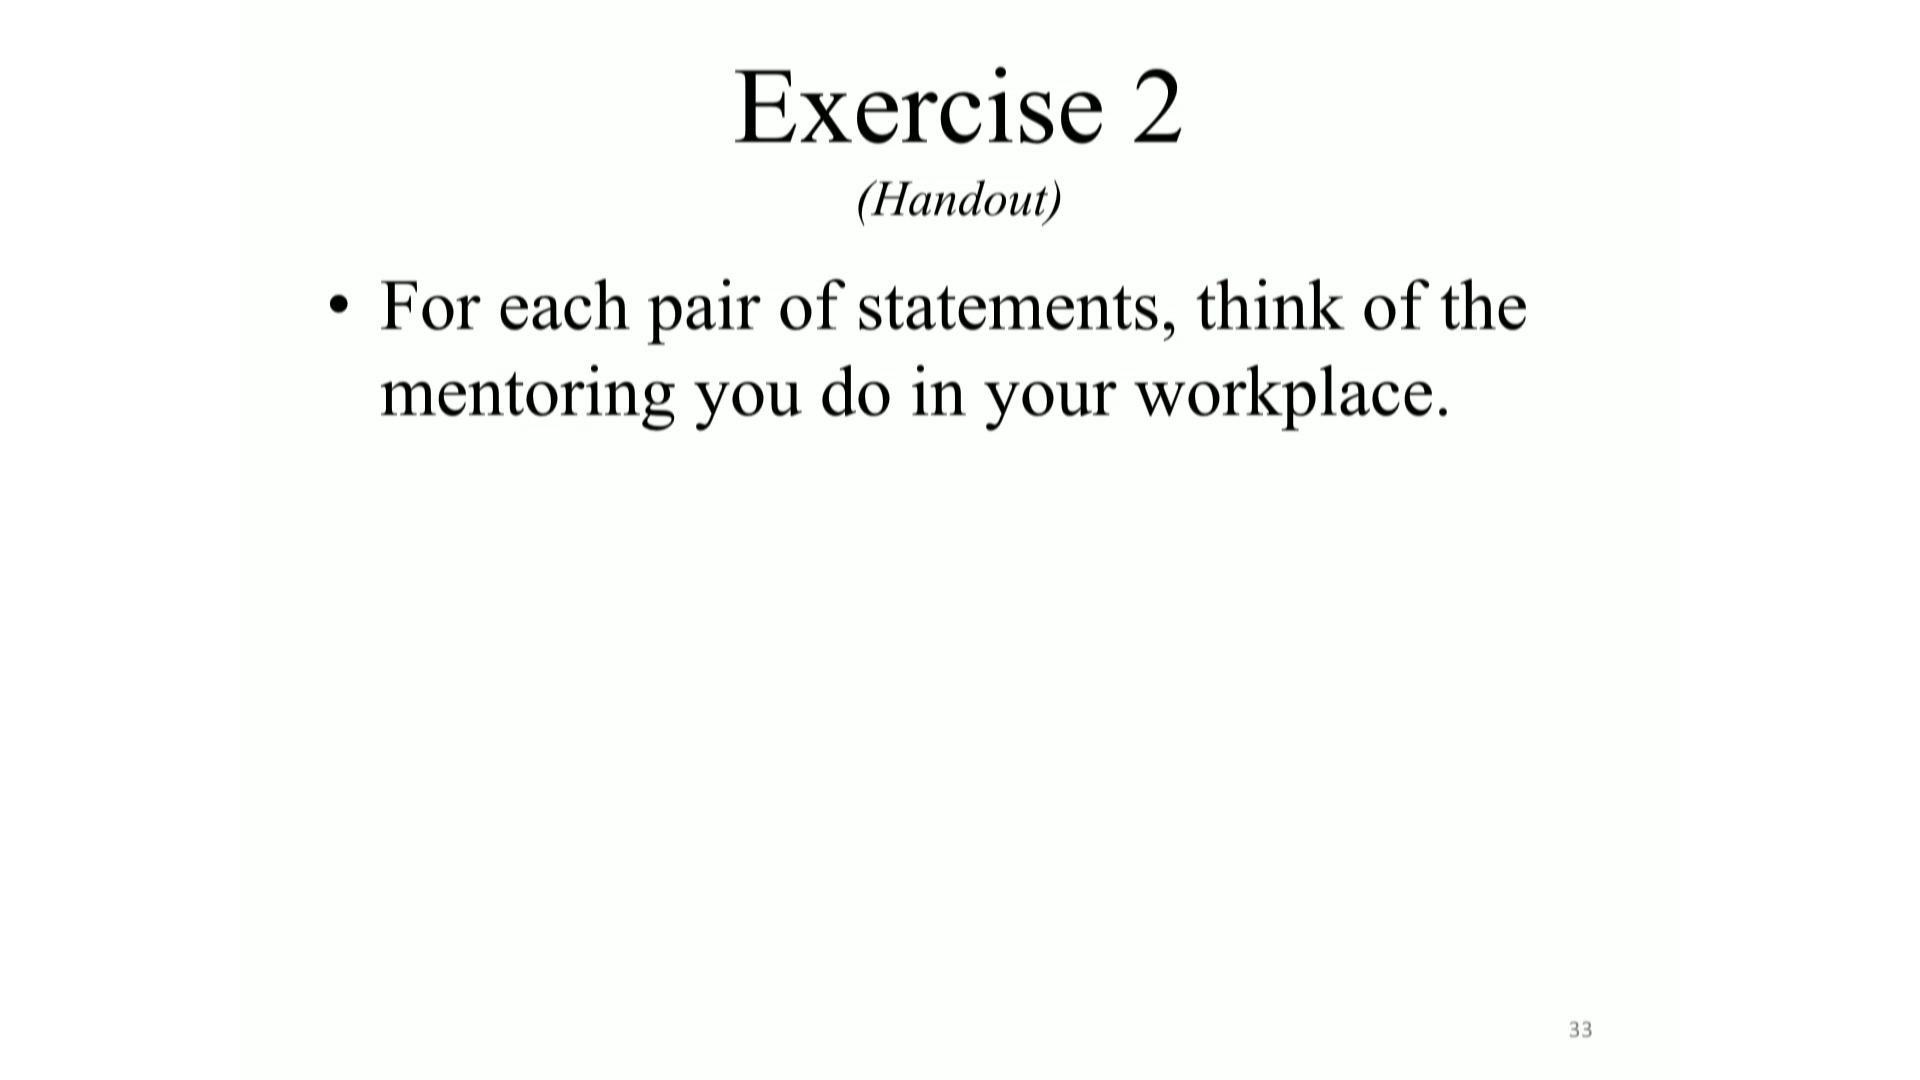 Exercise 2
(Handout)
• For each pair of statements, think of the
mentoring you do in your workplace.
33